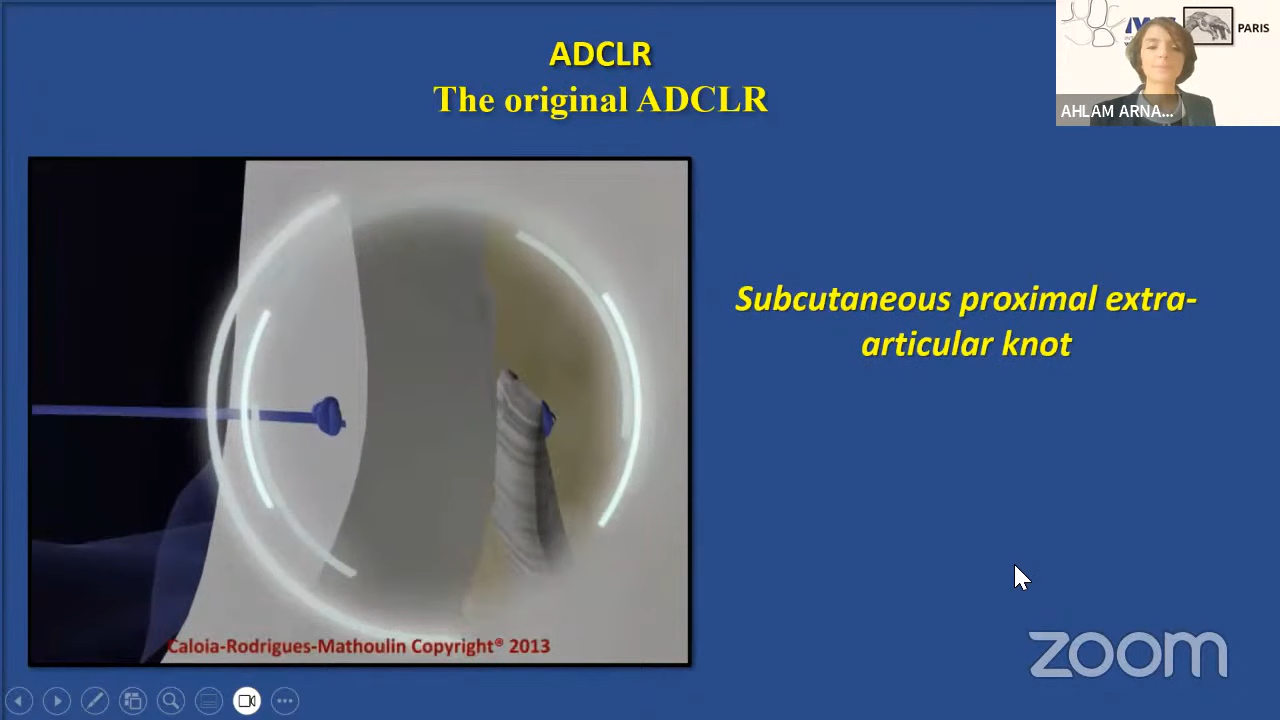 ADCLR
The original ADCLR
PARIS
AHLAM ARNA...
Subcutaneous proximal extra-
articular knot
Caloia-Rodrigues-Mathoulin Copyright® 2013
zoom